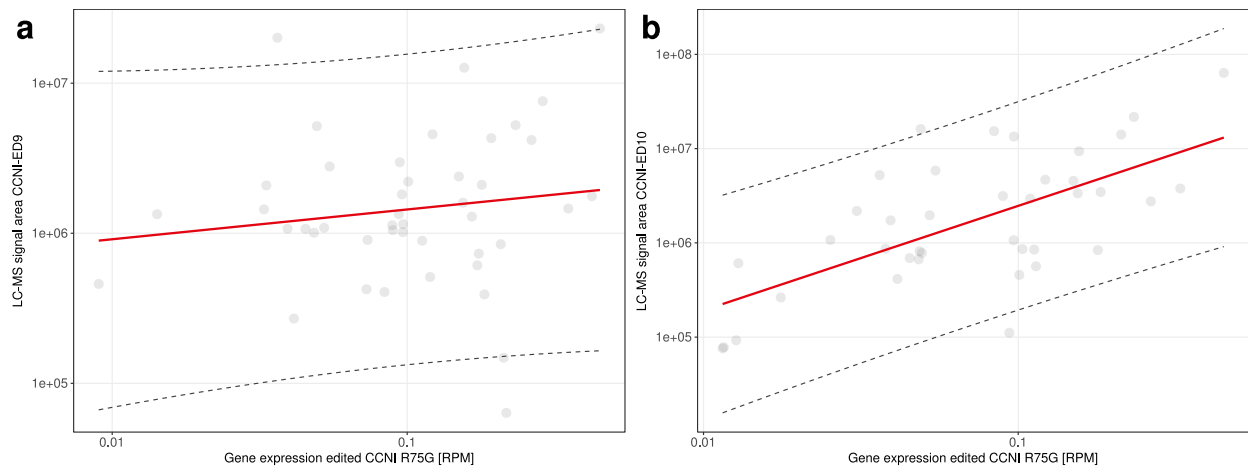 a
LC-MS signal area CCNI-ED9
1e+07
1e+06
1e+05
0.01
0.1
Gene expression edited CCNI R75G [RPM]
b
LC-MS signal area CCNI-ED10
1e+08
1e+07
1e+06
1e+05
0.01
0.1
Gene expression edited CCNI R75G [RPM]